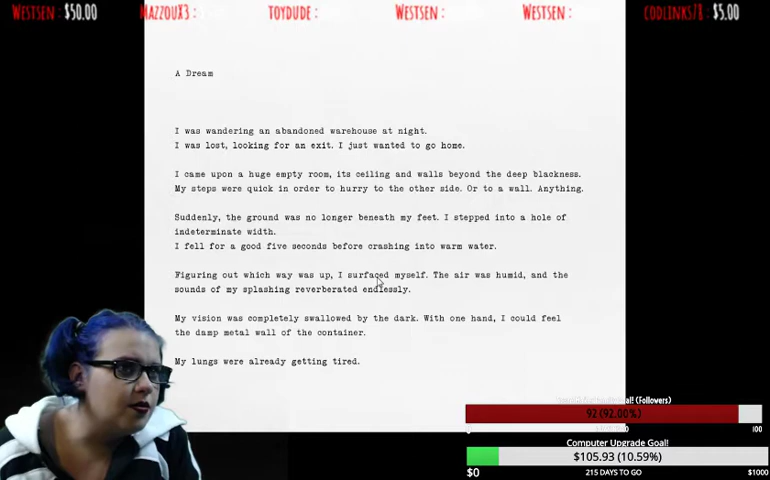 WESTSEN: $50.00 MAZZOUX3: TOYDUDE: WESTSEN: WESTSEN: $5.00
A Dream
I was wandering an abandoned warehouse at night.
I was lost, looking for an exit. I just wanted to go home.
I came upon a huge empty room, its ceiling and walls beyond the deep blackness.
My steps were quick in order to hurry to the other side. Or to a wall. Anything.
Suddenly, the ground was no longer beneath my feet. I stepped into a hole of
indeterminate width.
I fell for a good five seconds before crashing into warm water.
Figuring out which way was up, I surfaced myself. The air was humid, and the
sounds of my splashing reverberated endlessly.
My vision was completely swallowed by the dark. With one hand, I could feel
the damp metal wall of the container.
My lungs were already getting tired.
Goal! (Followers)
92 (92.00%)
100
Computer Upgrade Goal!
$105.93 (10.59%)
$0 215 DAYS TO GO $1000